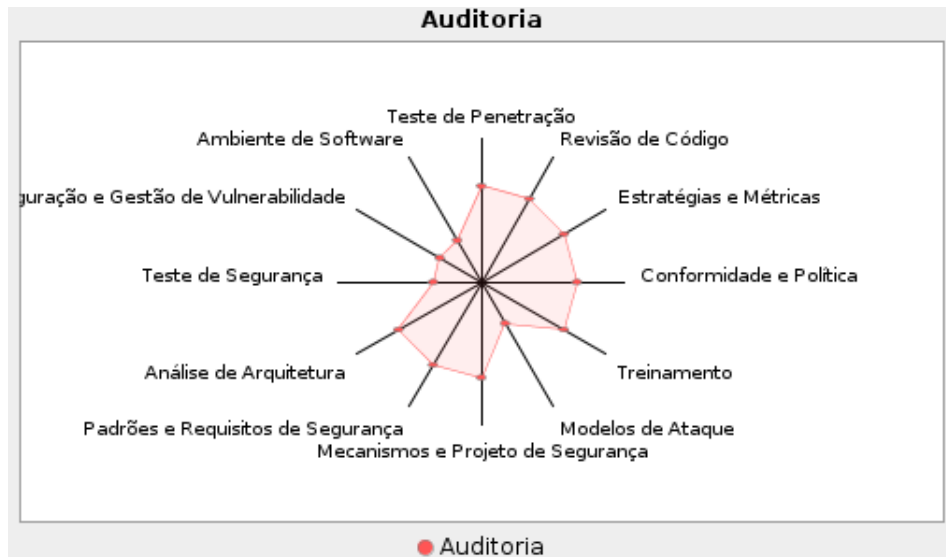 Auditoria
Teste de Penetração
Ambiente de Software
Revisão de Código
guração e Gestão de Vulnerabilidade
Estratégias e Métricas
Teste de Segurança
Conformidade e Política
Análise de Arquitetura
Treinamento
Padrões e Requisitos de Segurança
Modelos de Ataque
Mecanismos e Projeto de Segurança
Auditoria